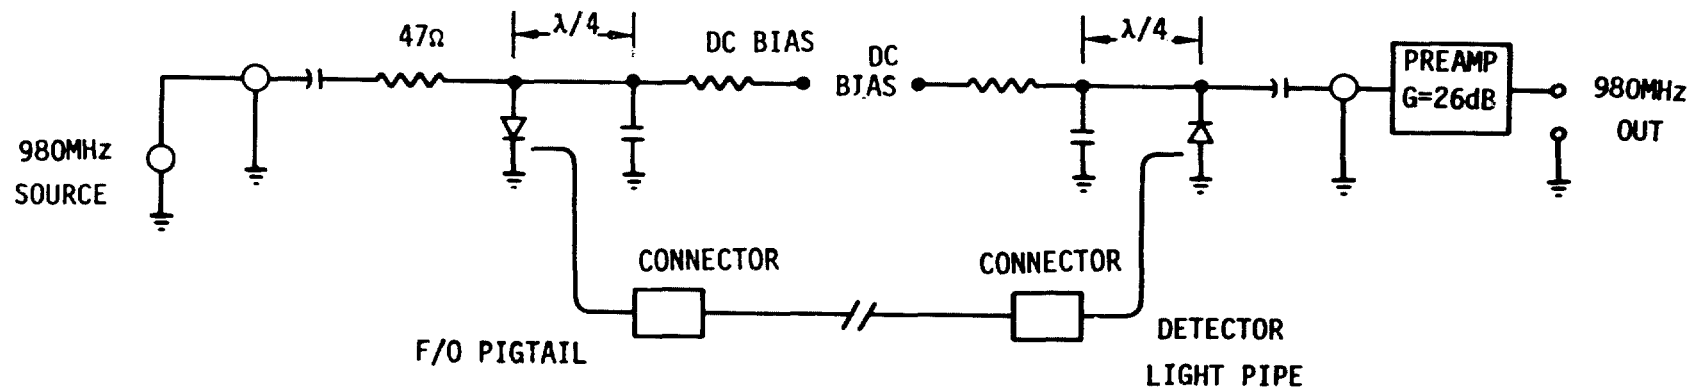 47Ω
λ/4
DC BIAS
DC
BIAS
λ/4
PREAMP
G=26dB
980MHz
OUT
980MHz
SOURCE
CONNECTOR
CONNECTOR
F/O PIGTAIL
DETECTOR
LIGHT PIPE